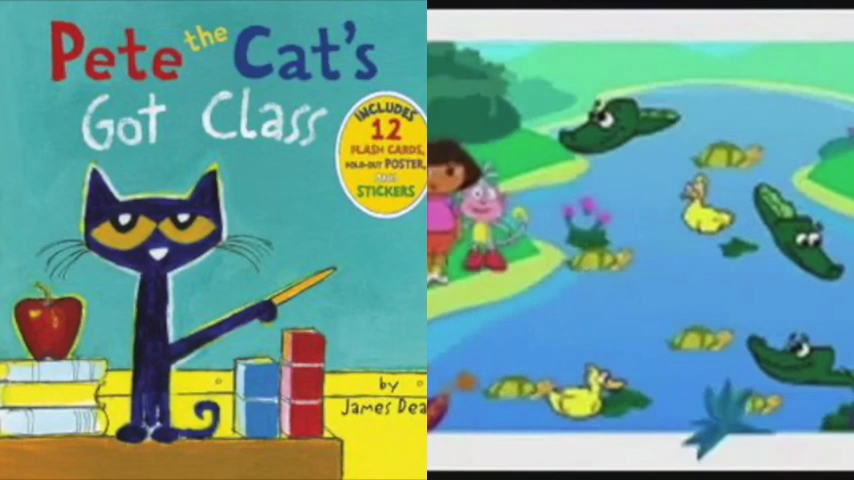 Pete the Cat's
Got Class
INCLUDES
12
FLASH CARDS,
FOLD-OUT POSTER,
AND
STICKERS
by
James Dea